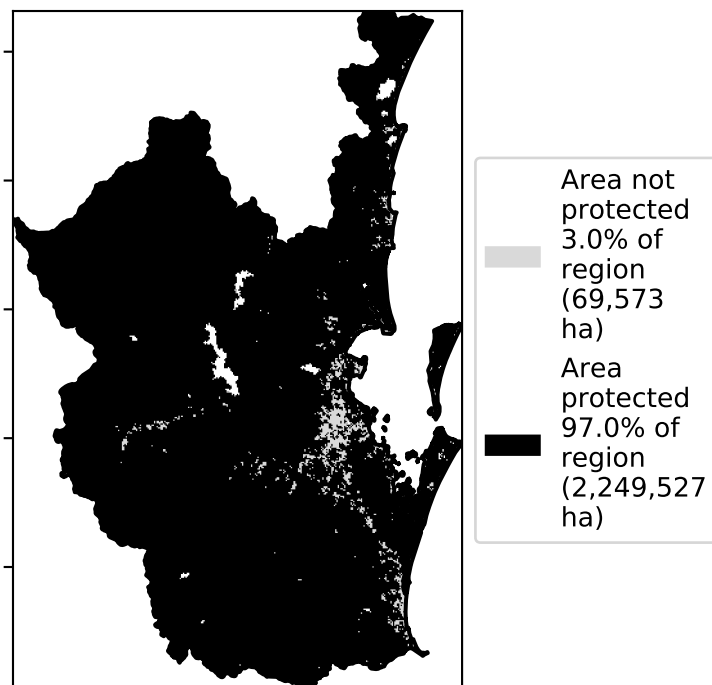 Area not
protected
3.0% of
region
(69,573
ha)
Area
protected
97.0% of
region
(2,249,527
ha)